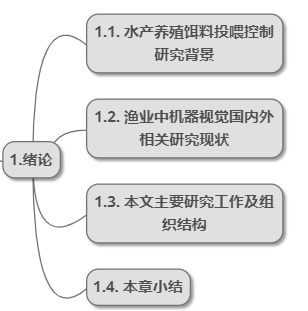 1.绪论
1.1. 水产养殖饵料投喂控制
研究背景
1.2. 渔业中机器视觉国内外
相关研究现状
1.3. 本文主要研究工作及组
织结构
1.4. 本章小结